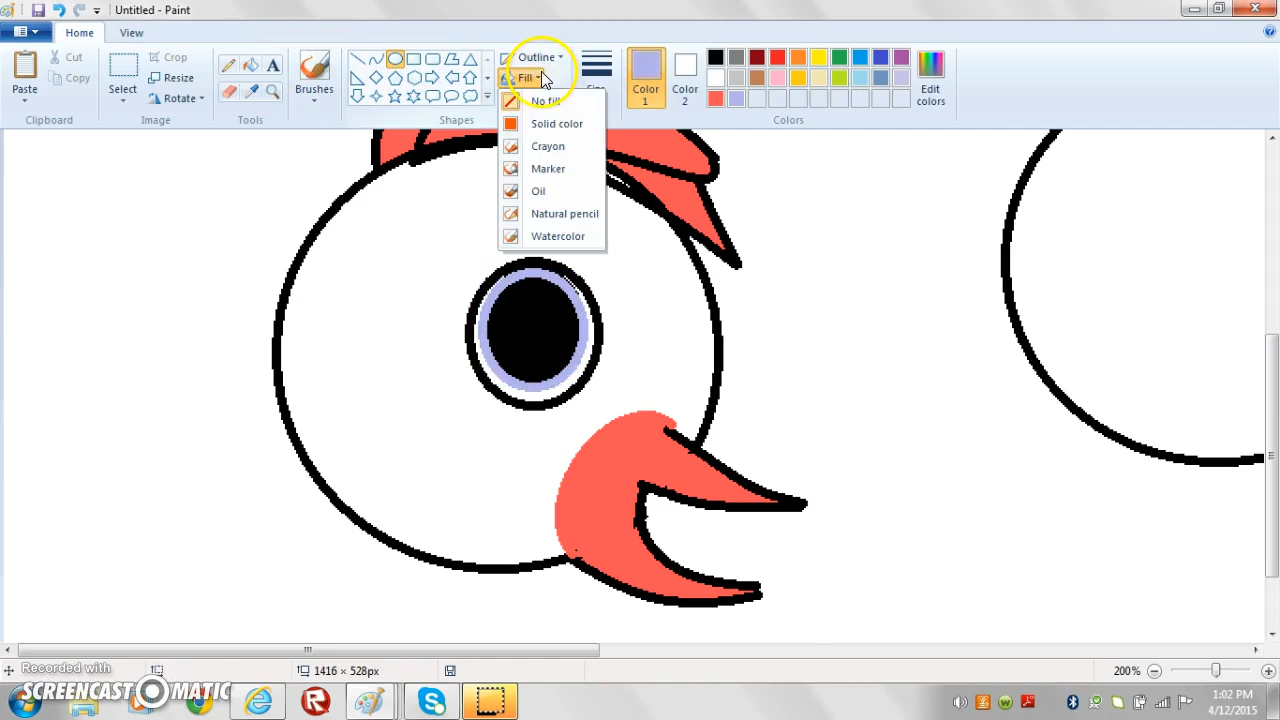 Untitled - Paint
Home
View
Paste
Cut
Copy
Clipboard
Select
Crop
Resize
Rotate
Image
A
Tools
Brushes
Outline
Fill
Shapes
Color 1
Color 2
Edit colors
Colors
No fill
Solid color
Crayon
Marker
Oil
Natural pencil
Watercolor
1416 × 528px
200%
Recorded with
SCREENCAST MATIC
1:02 PM
4/12/2015